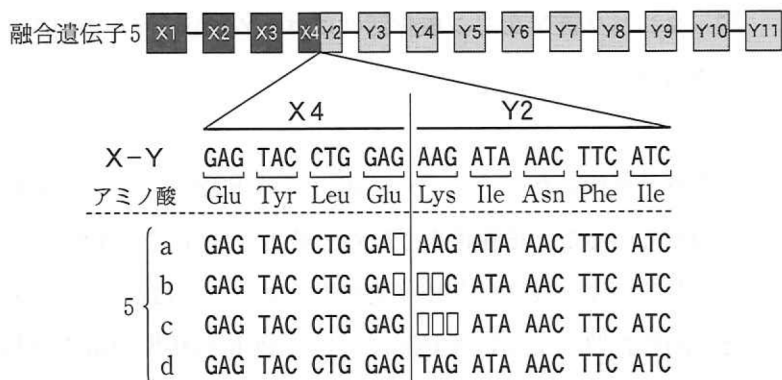 融合遺伝子5 X1 X2 X3 X4 Y2 Y3 Y4 Y5 Y6 Y7 Y8 Y9 Y10 Y11
X4 Y2
X-Y GAG TAC CTG GAG AAG ATA AAC TTC ATC
アミノ酸 Glu Tyr Leu Glu Lys Ile Asn Phe Ile
a GAG TAC CTG GA□ AAG ATA AAC TTC ATC
b GAG TAC CTG GA□ □□G ATA AAC TTC ATC
5
c GAG TAC CTG GAG □□□ ATA AAC TTC ATC
d GAG TAC CTG GAG TAG ATA AAC TTC ATC